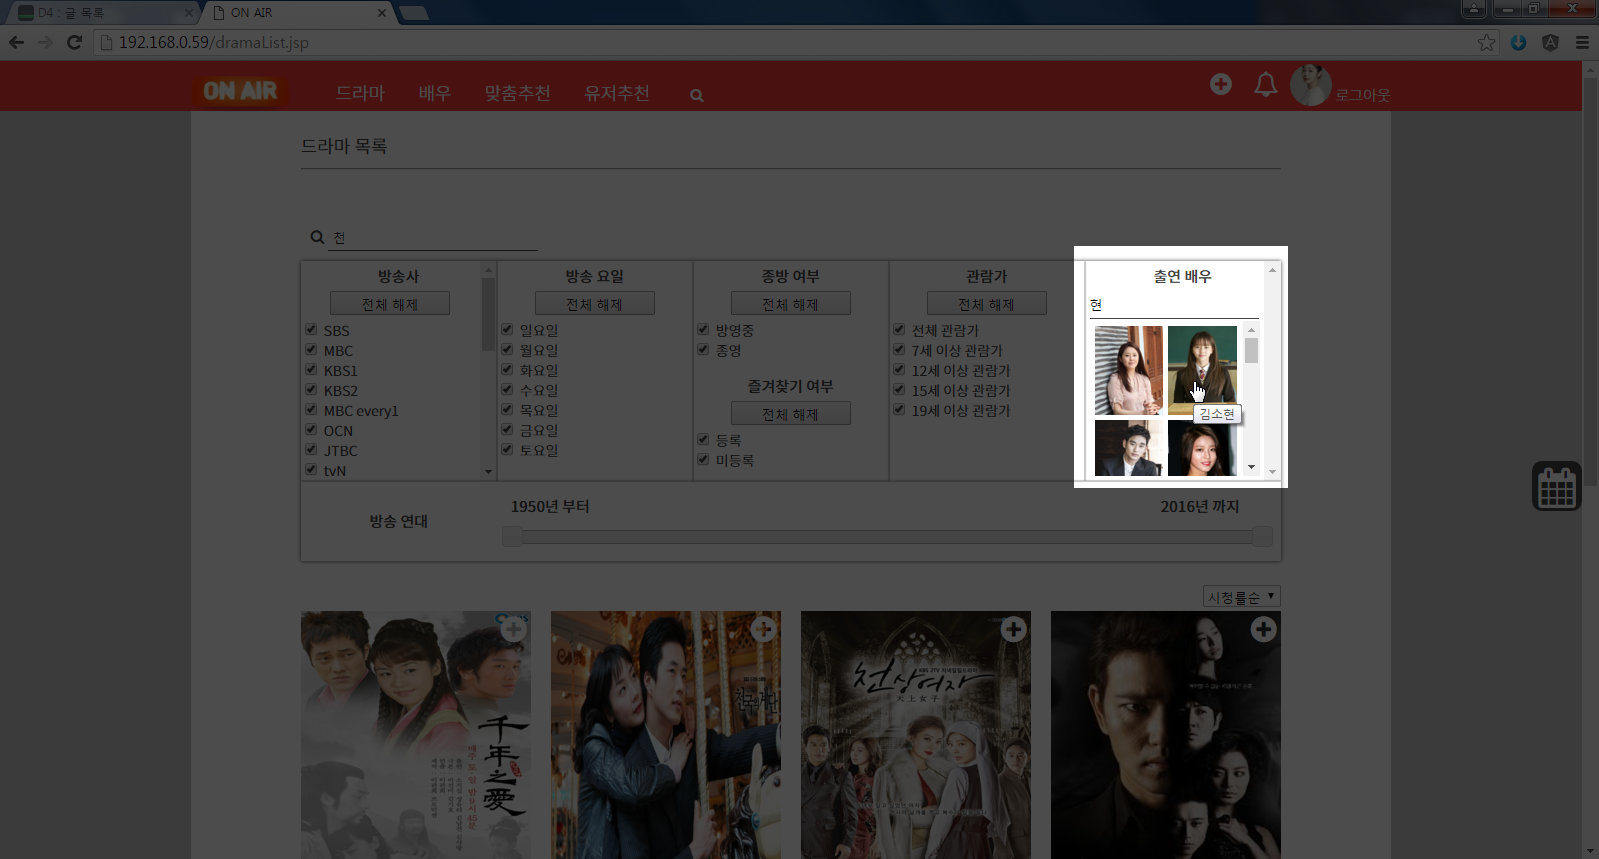 D4 : 글 목록
ON AIR
192.168.0.59/dramaList.jsp
ON AIR
드라마
배우
맞춤추천
유저추천
로그아웃
드라마 목록
천
방송사
전체 해제
SBS
MBC
KBS1
KBS2
MBC every1
OCN
JTBC
tvN
방송 요일
전체 해제
일요일
월요일
화요일
수요일
목요일
금요일
토요일
종방 여부
전체 해제
방영중
종영
즐겨찾기 여부
전체 해제
등록
미등록
관람가
전체 해제
전체 관람가
7세 이상 관람가
12세 이상 관람가
15세 이상 관람가
19세 이상 관람가
출연 배우
현
김소현
방송 연대
1950년 부터
2016년 까지
시청률순
千年之愛
천국의 계단
KBS 2TV
천상여자
天上女子